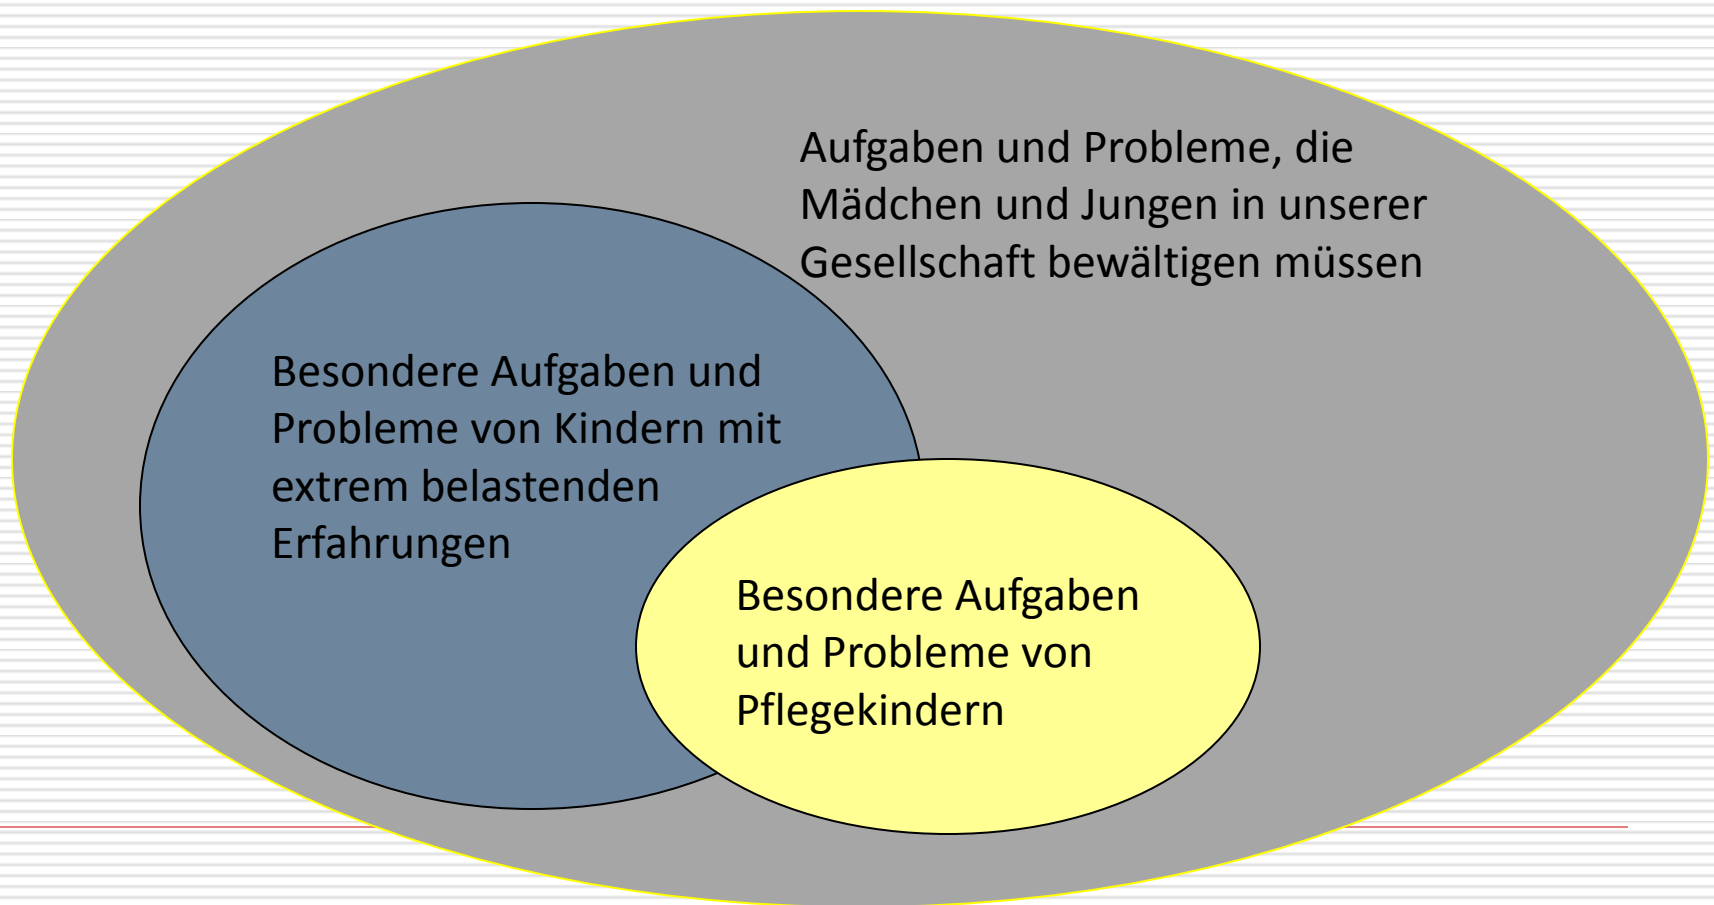 Aufgaben und Probleme, die
Mädchen und Jungen in unserer
Gesellschaft bewältigen müssen
Besondere Aufgaben und
Probleme von Kindern mit
extrem belastenden
Erfahrungen
Besondere Aufgaben
und Probleme von
Pflegekindern